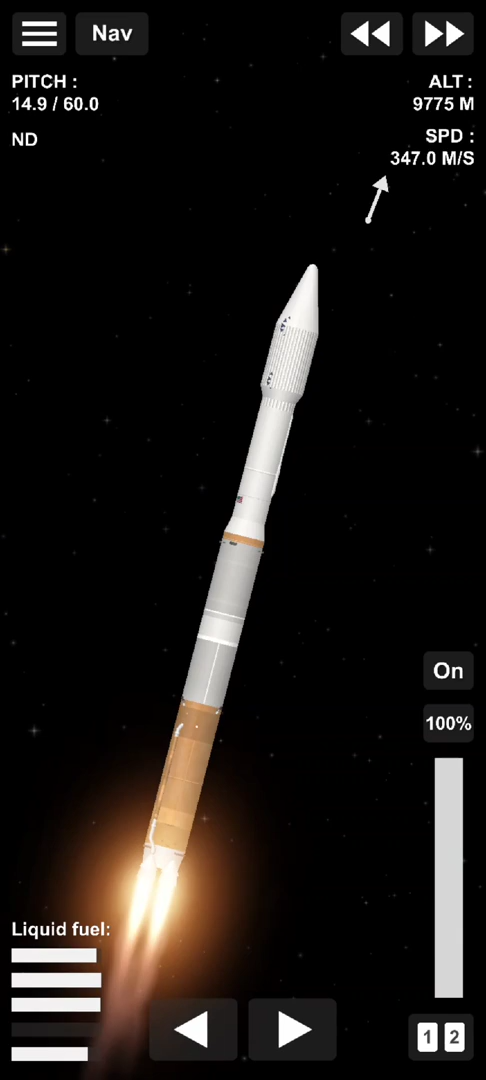 Nav
PITCH :
14.9 / 60.0
ND
ALT :
9775 M
SPD :
347.0 M/S
On
100%
Liquid fuel:
1 2